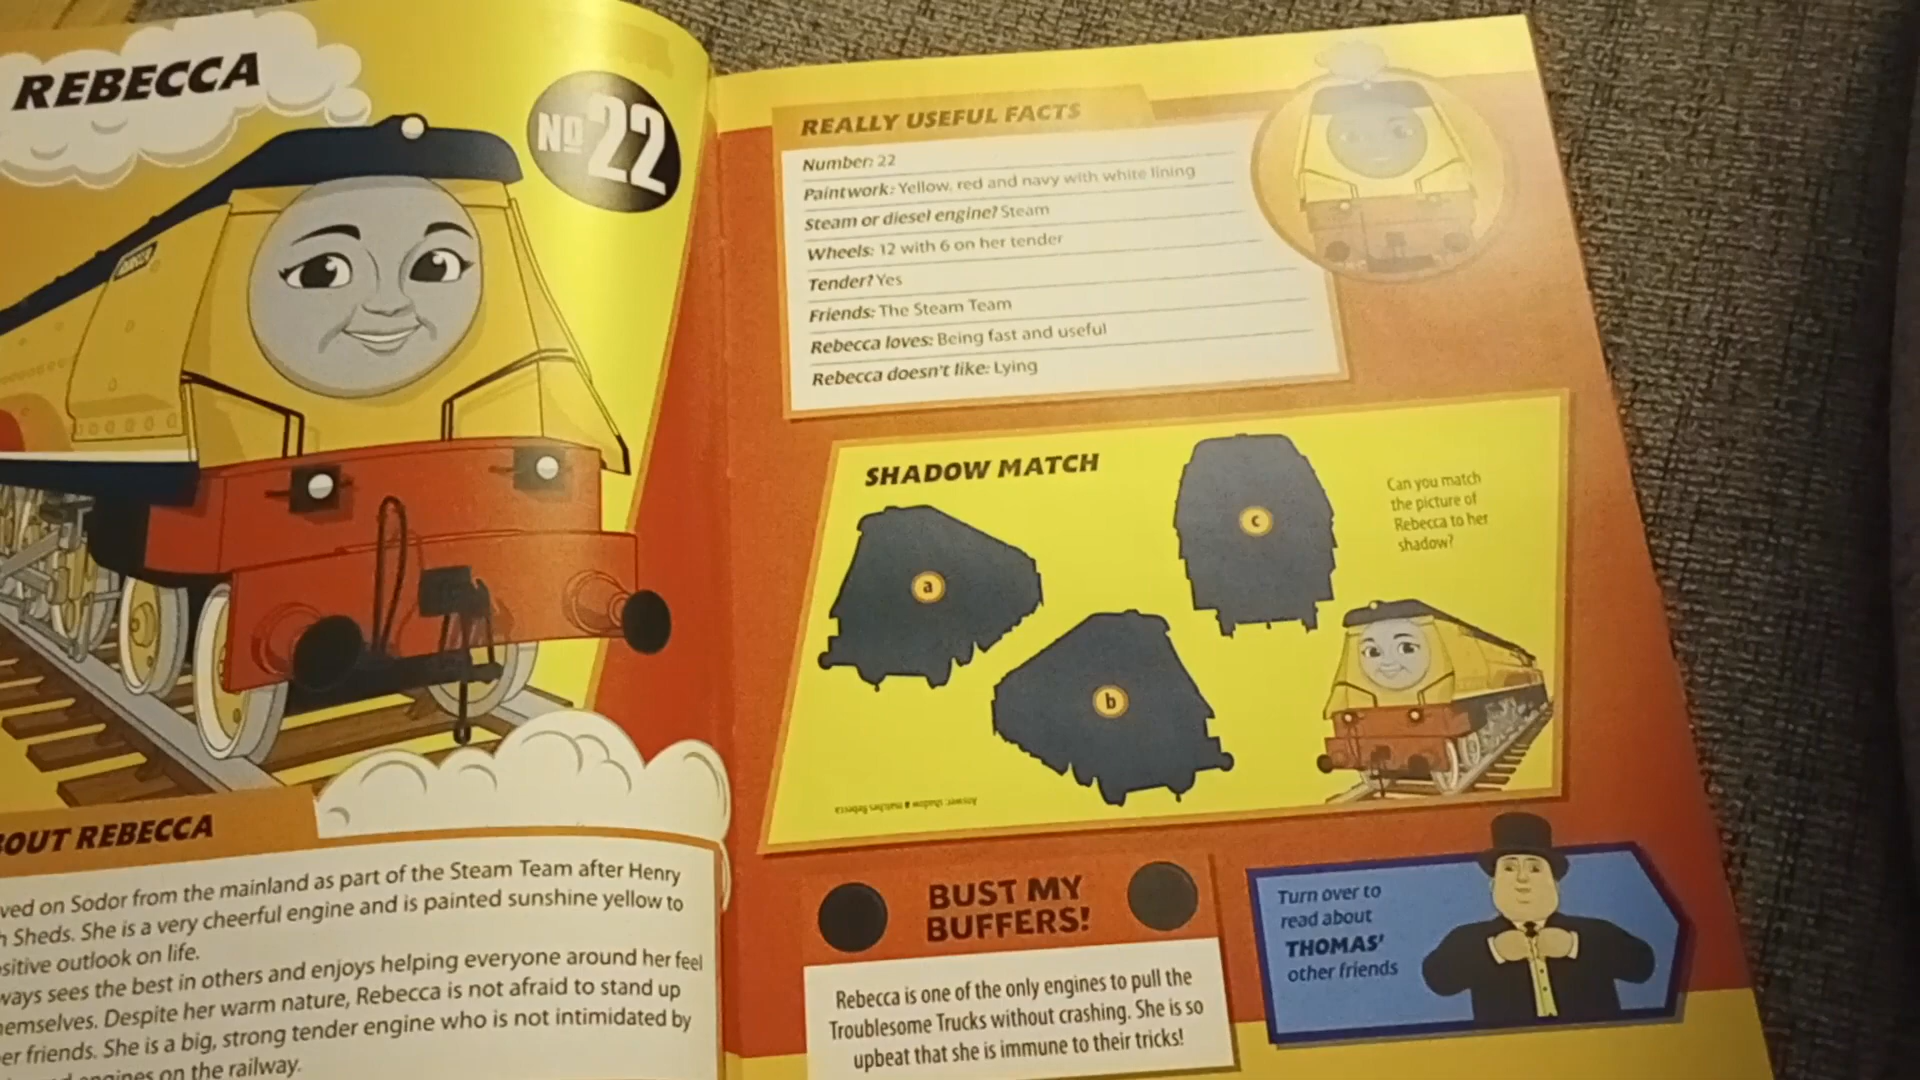 REBECCA
No 22
OUT REBECCA
ved on Sodor from the mainland as part of the Steam Team after Henry
Sheds. She is a very cheerful engine and is painted sunshine yellow to
sitive outlook on life.
ways sees the best in others and enjoys helping everyone around her feel
emselves. Despite her warm nature, Rebecca is not afraid to stand up
er friends. She is a big, strong tender engine who is not intimidated by
engines on the railway.
REALLY USEFUL FACTS
Number: 22
Paintwork: Yellow, red and navy with white lining
Steam or diesel engine? Steam
Wheels: 12 with 6 on her tender
Tender? Yes
Friends: The Steam Team
Rebecca loves: Being fast and useful
Rebecca doesn't like: Lying
SHADOW MATCH
Can you match
the picture of
Rebecca to her
shadow?
a
b
c
Answer: shadow a matches Rebecca
BUST MY
BUFFERS!
Rebecca is one of the only engines to pull the
Troublesome Trucks without crashing. She is so
upbeat that she is immune to their tricks!
Turn over to
read about
THOMAS'
other friends